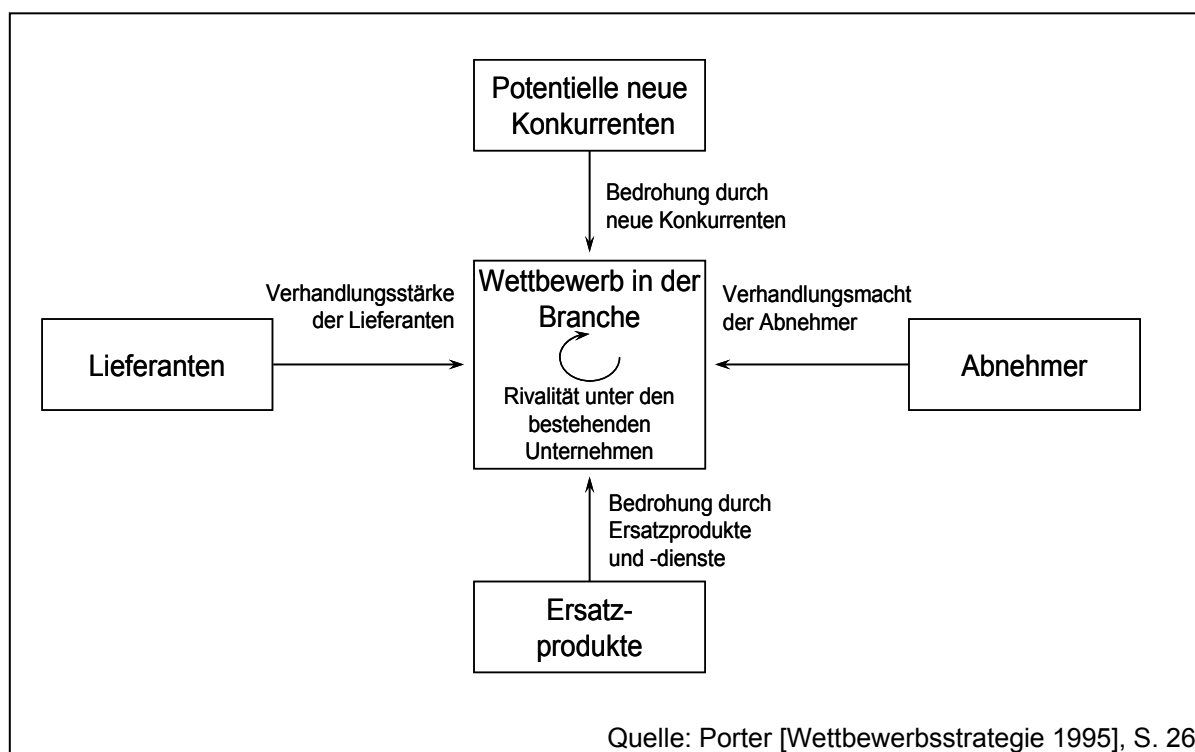 Potentielle neue
Konkurrenten
Bedrohung durch
neue Konkurrenten
Verhandlungsstärke
der Lieferanten
Lieferanten
Wettbewerb in der
Branche
Rivalität unter den
bestehenden
Unternehmen
Verhandlungsmacht
der Abnehmer
Abnehmer
Bedrohung durch
Ersatzprodukte
und -dienste
Ersatz-
produkte
Quelle: Porter [Wettbewerbsstrategie 1995], S. 26